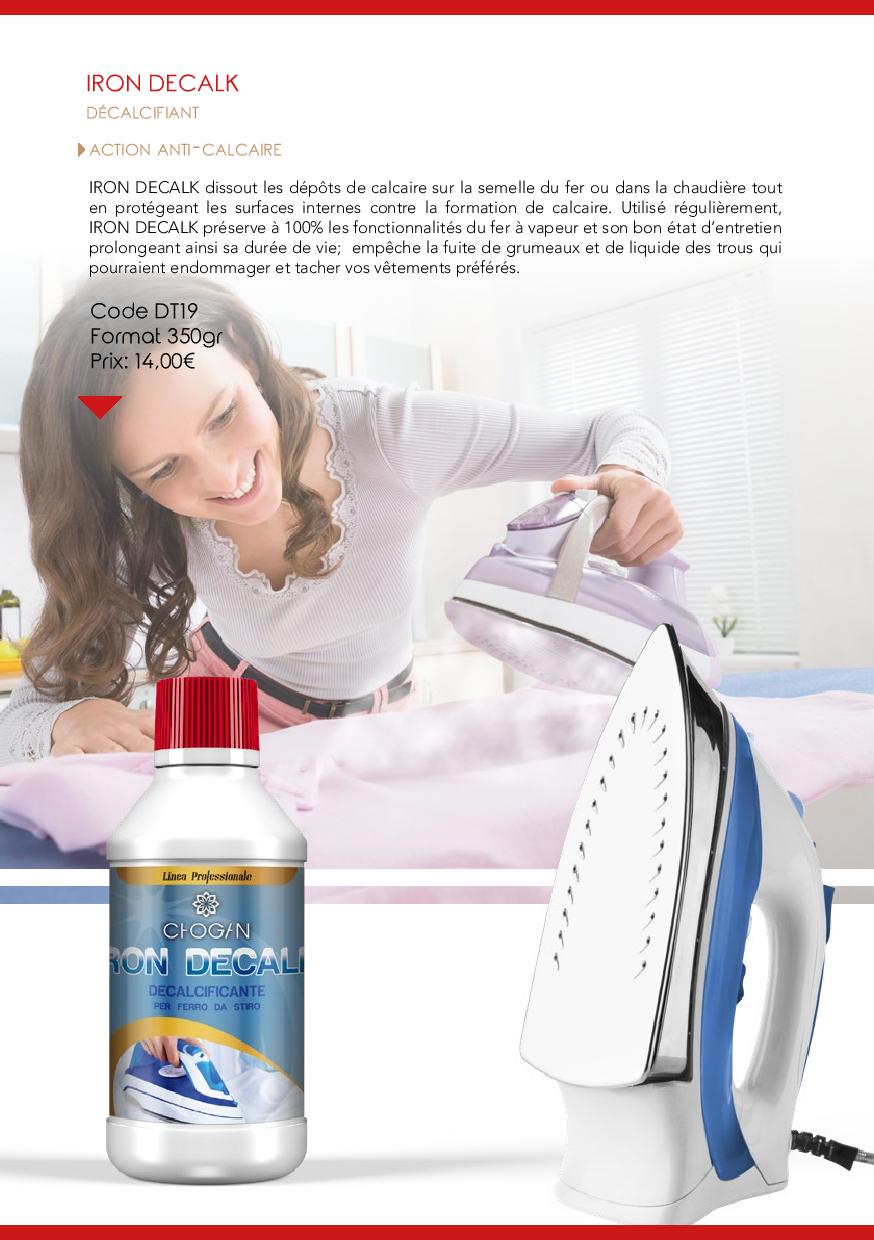 IRON DECALK
DÉCALCIFIANT
ACTION ANTI-CALCAIRE
IRON DECALK dissout les dépôts de calcaire sur la semelle du fer ou dans la chaudière tout
en protégeant les surfaces internes contre la formation de calcaire. Utilisé régulièrement,
IRON DECALK préserve à 100% les fonctionnalités du fer à vapeur et son bon état d'entretien
prolongeant ainsi sa durée de vie; empêche la fuite de grumeaux et de liquide des trous qui
pourraient endommager et tacher vos vêtements préférés.
Code DT19
Format 350gr
Prix: 14,00€
Linea Professionale
CHOGAN
IRON DECALK
DECALCIFICANTE
PER FERRO DA STIRO